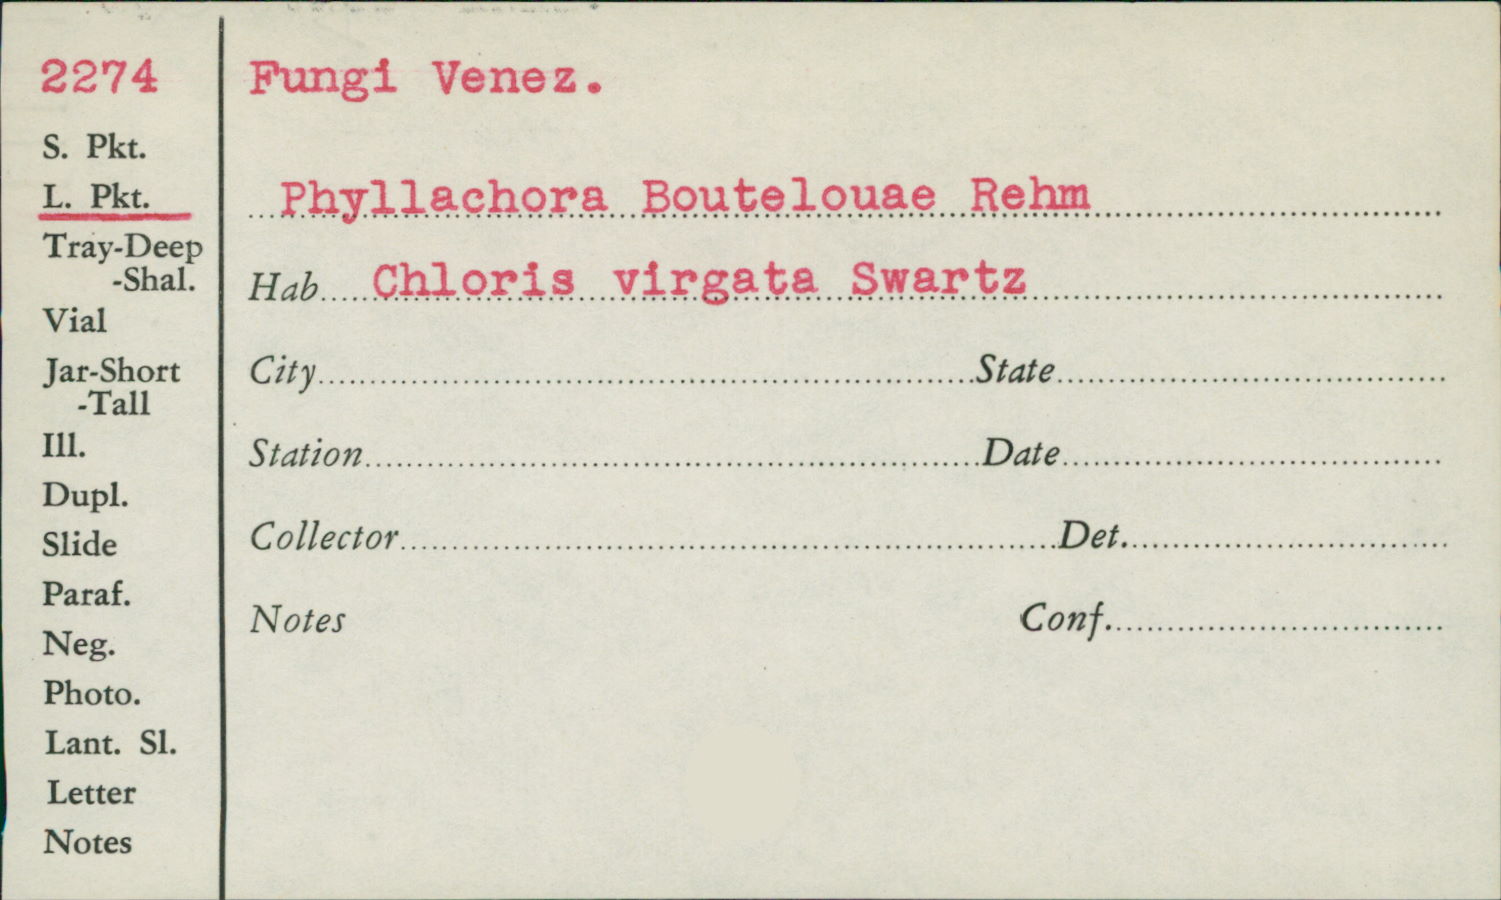 2274
S. Pkt.
L. Pkt.
Tray-Deep
-Shal.
Vial
Jar-Short
-Tall
Ill.
Dupl.
Slide
Paraf.
Neg.
Photo.
Lant. Sl.
Letter
Notes
Fungi Venez.
Phyllachora Boutelouae Rehm
Hab. Chloris virgata Swartz
City State
Station Date
Collector Det.
Notes Conf.